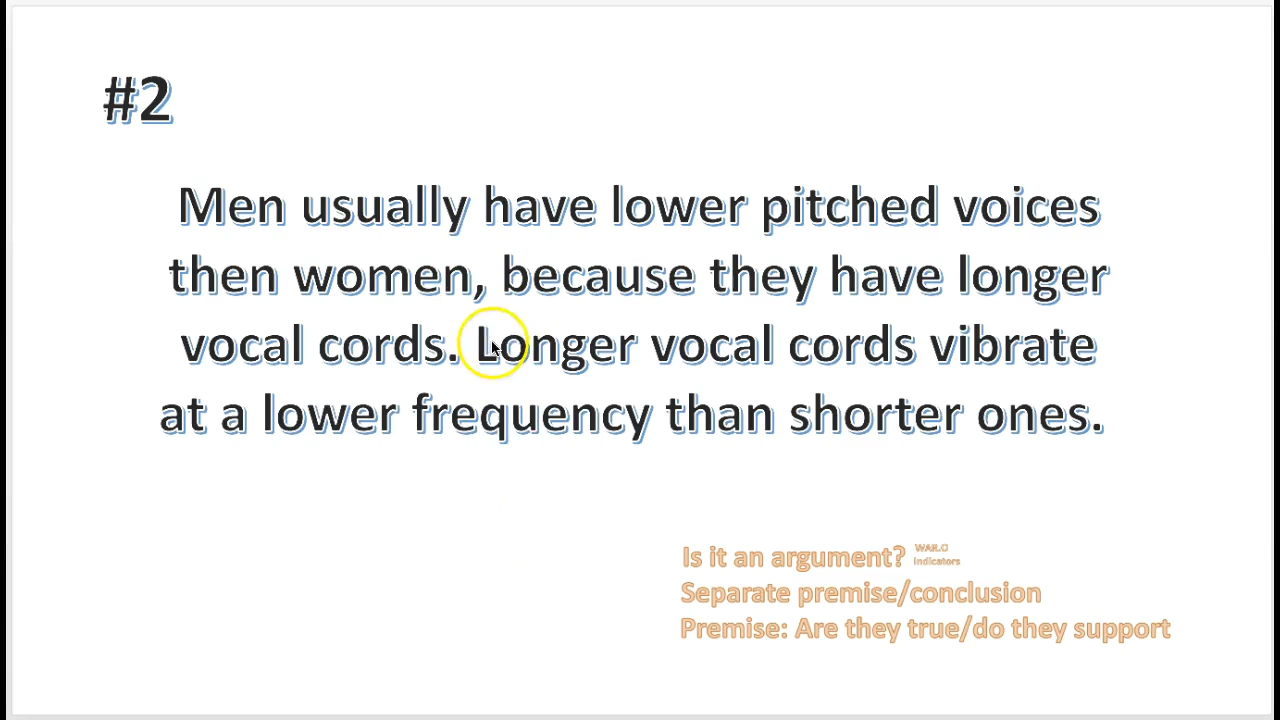 #2
Men usually have lower pitched voices
then women, because they have longer
vocal cords. Longer vocal cords vibrate
at a lower frequency than shorter ones.
Is it an argument? WAR.O
Indicators
Separate premise/conclusion
Premise: Are they true/do they support